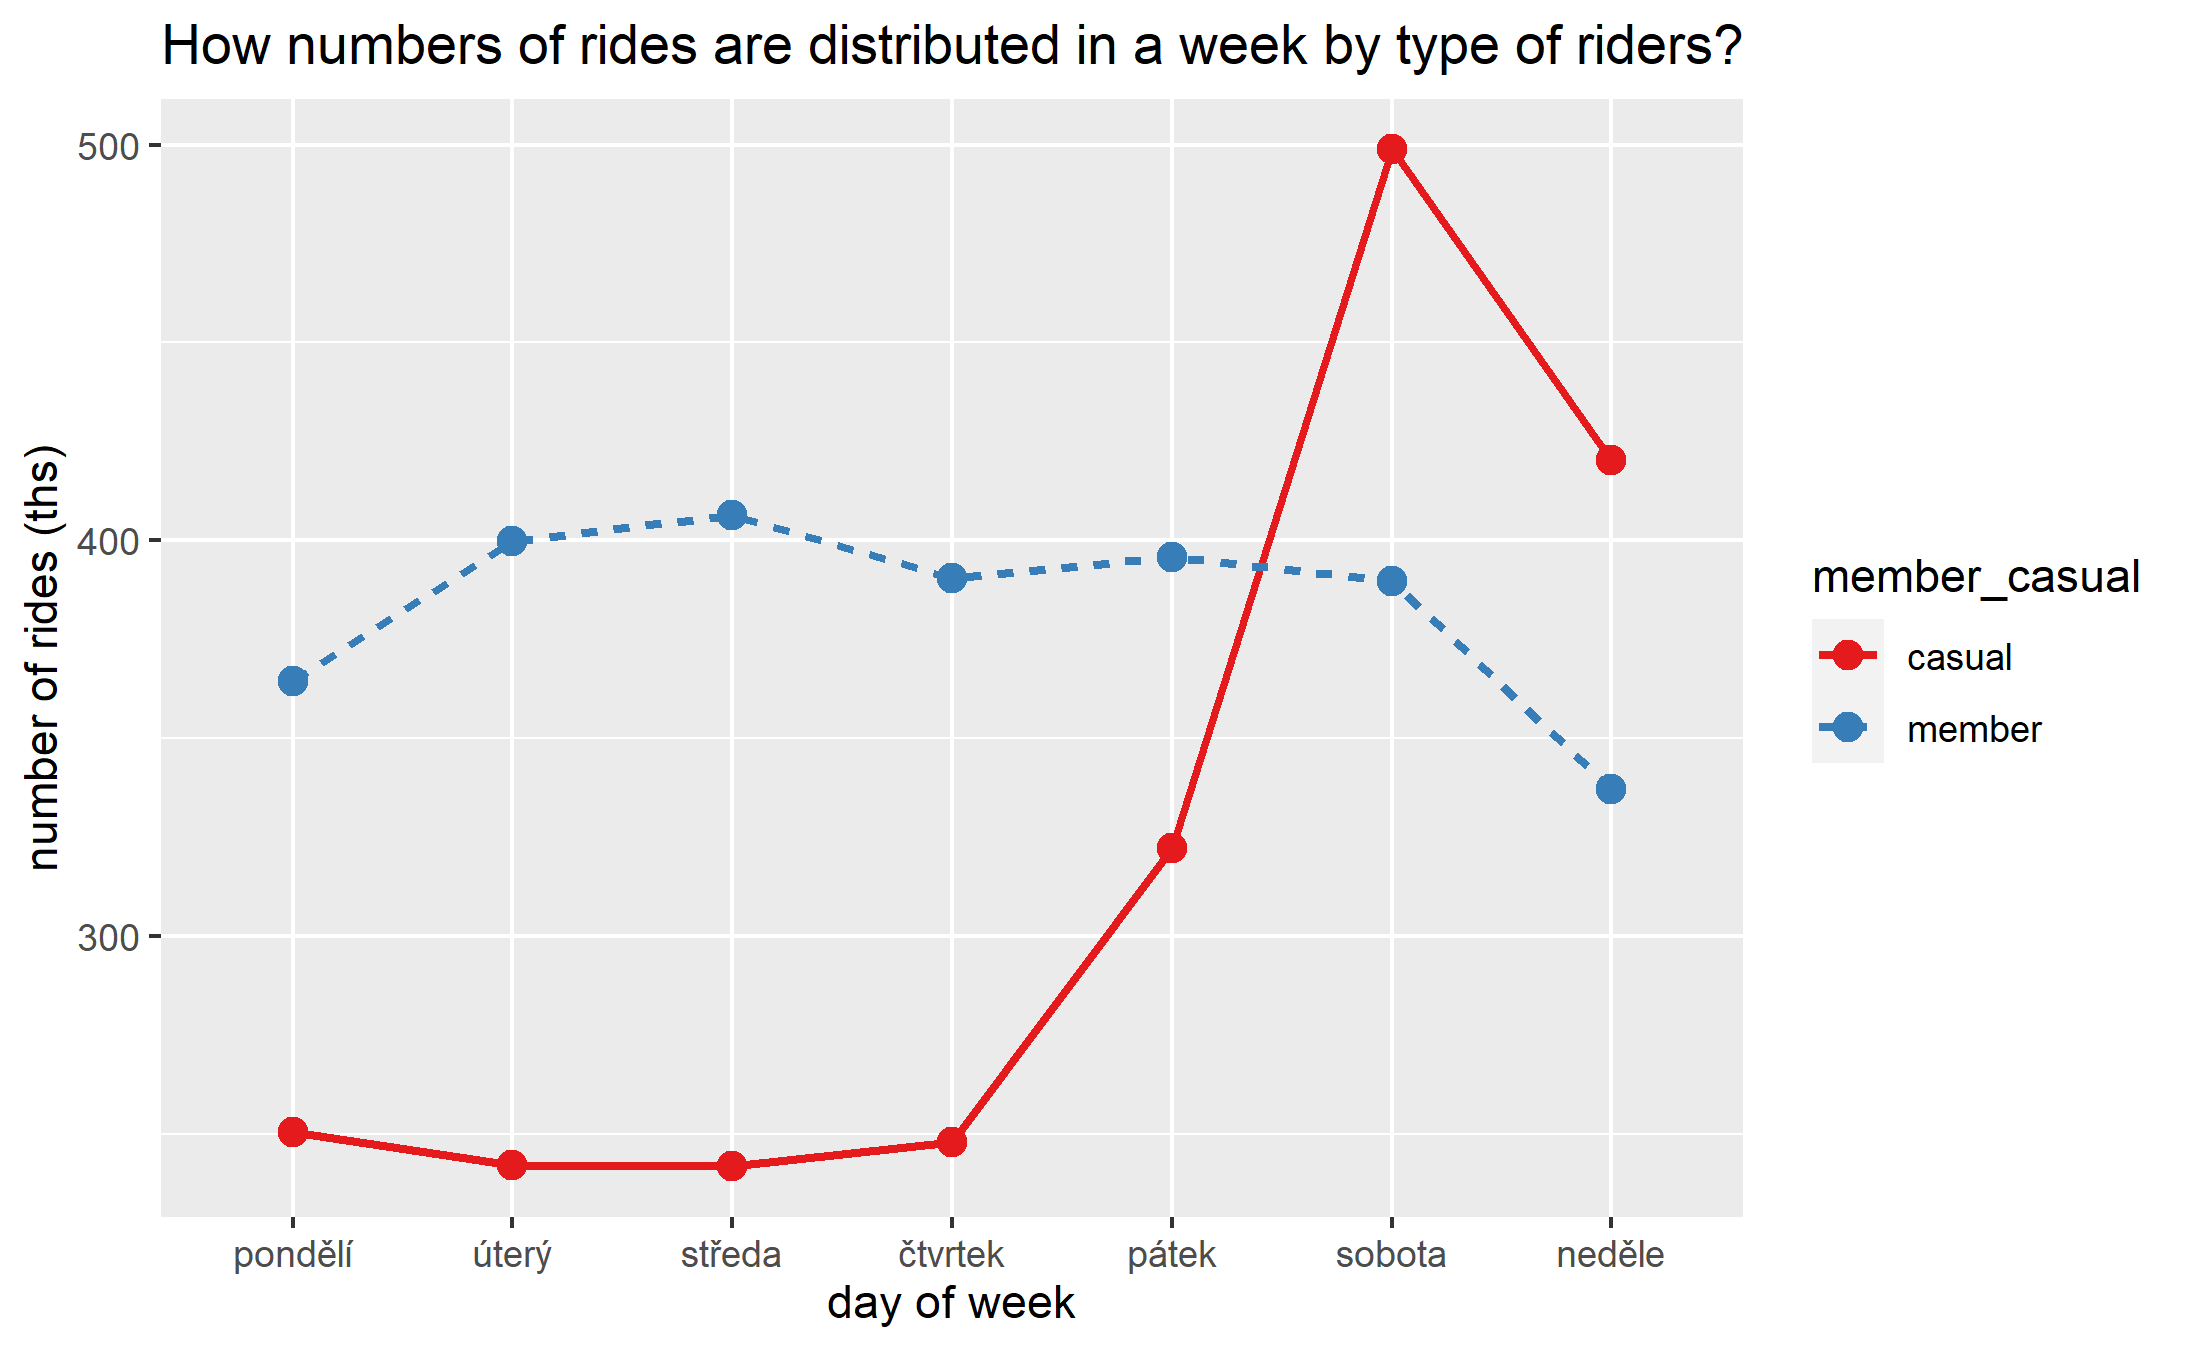 How numbers of rides are distributed in a week by type of riders?
number of rides (ths)
500
400
300
pondělí úterý středa čtvrtek pátek sobota neděle
day of week
member_casual
casual
member